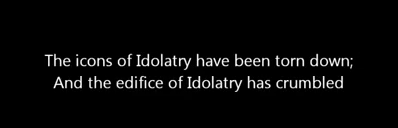 The icons of Idolatry have been torn down;
And the edifice of Idolatry has crumbled